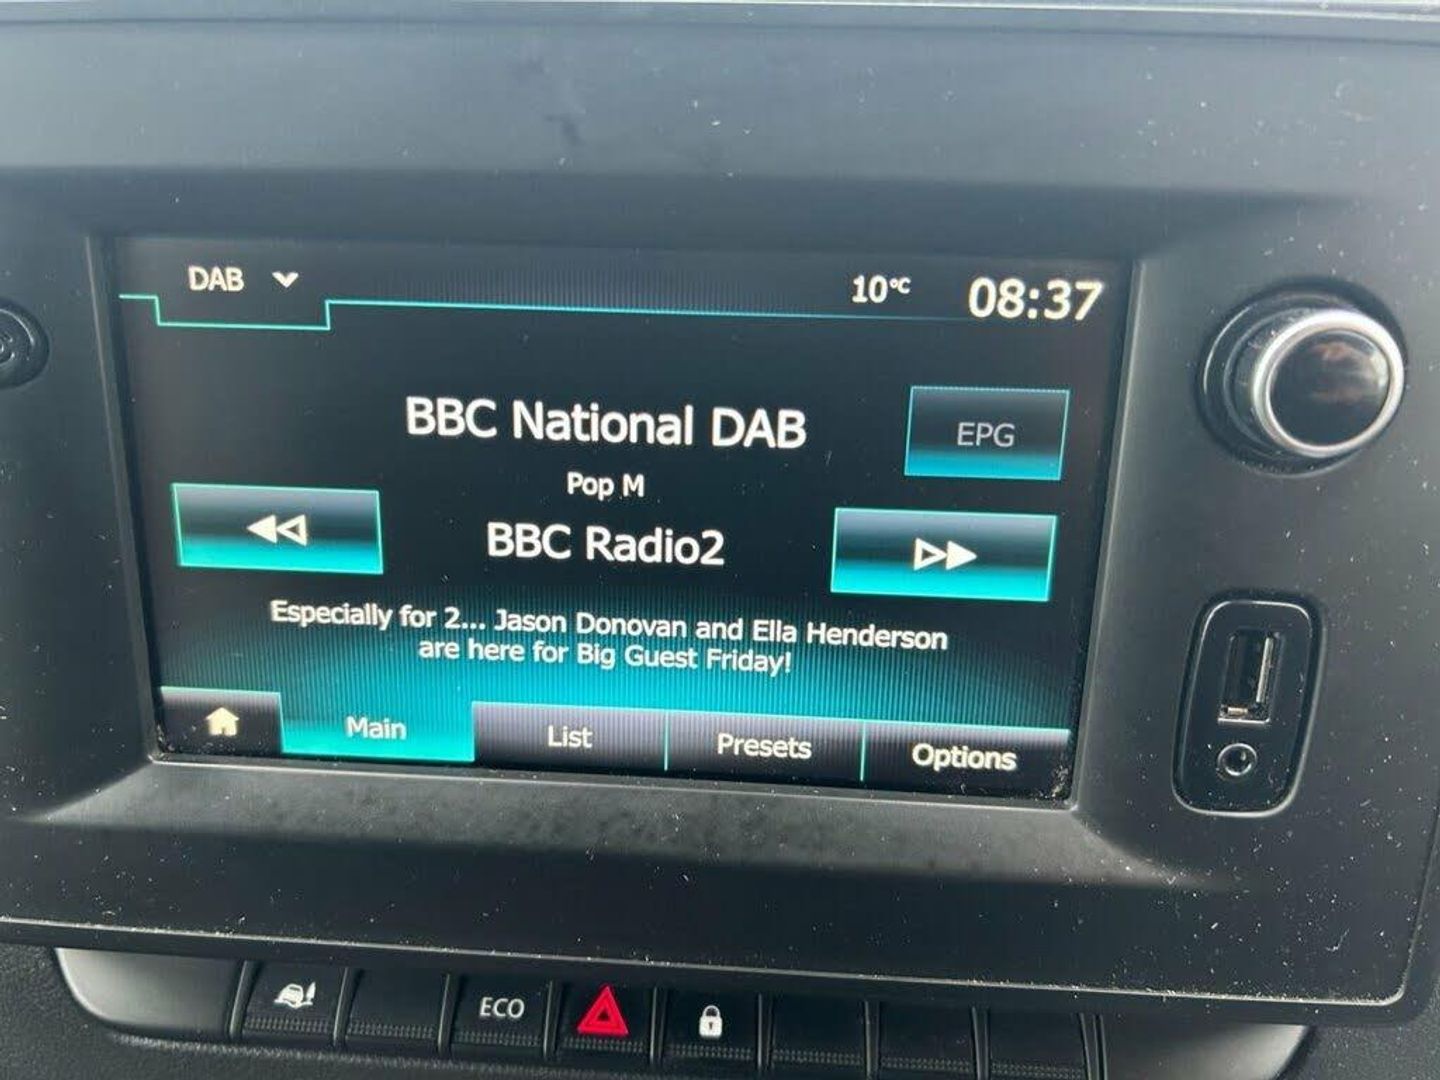 DAB
10°C 08:37
BBC National DAB
EPG
Pop M
BBC Radio2
Especially for 2... Jason Donovan and Ella Henderson
are here for Big Guest Friday!
Main List Presets Options
ECO